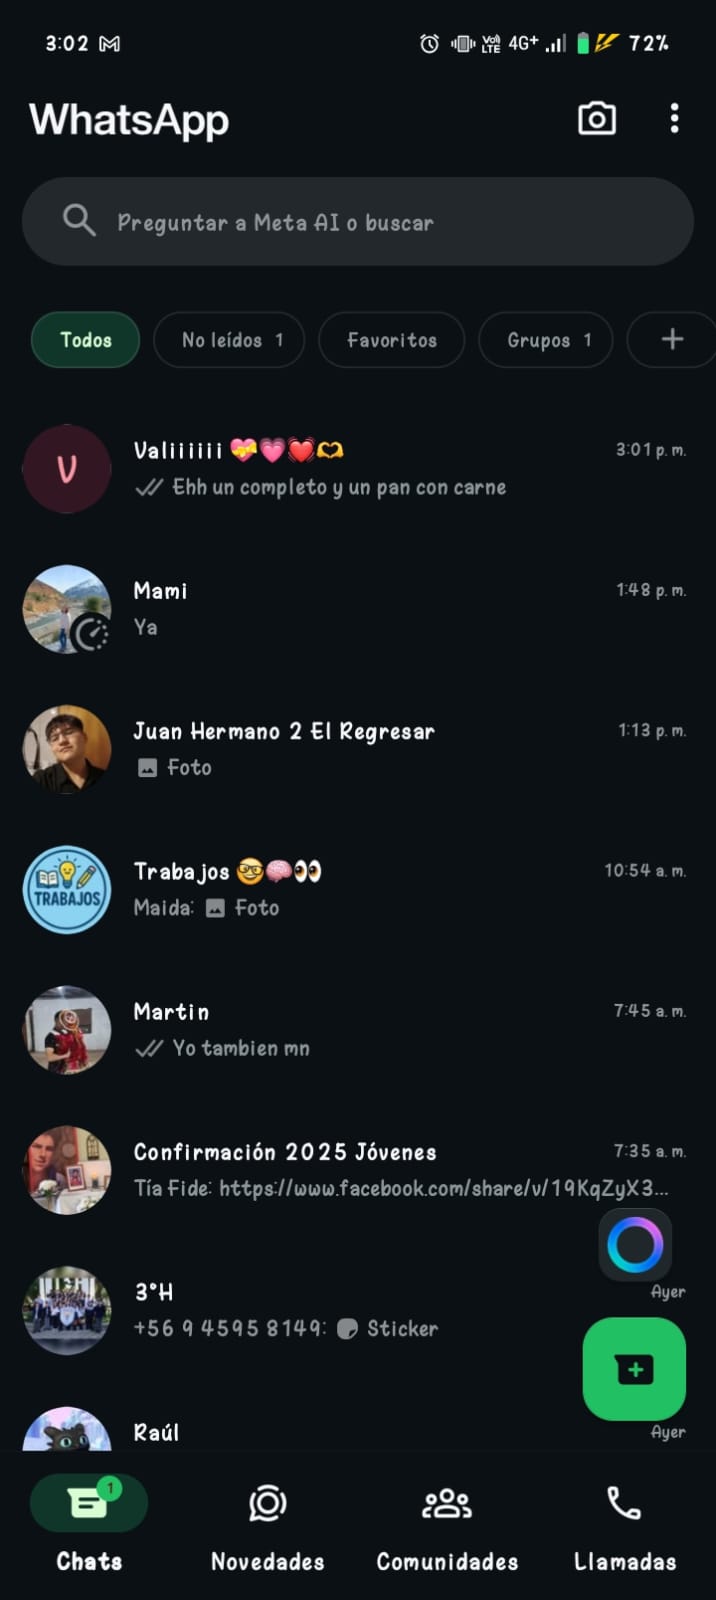 3:02 72%
VoI) LTE 4G+
WhatsApp
Preguntar a Meta AI o buscar
Todos No leídos 1 Favoritos Grupos 1 +
Valiiiiii 💝💗💓🫶 3:01 p. m.
Ehh un completo y un pan con carne
Mami 1:48 p. m.
Ya
Juan Hermano 2 El Regresar 1:13 p. m.
Foto
Trabajos 🤓🧠👀 10:54 a. m.
TRABAJOS
Maida: Foto
Martin 7:45 a. m.
Yo tambien mn
Confirmación 2025 Jóvenes 7:35 a. m.
Tía Fide: https://www.facebook.com/share/v/19KqZyX3...
3°H Ayer
+56 9 4595 8149: Sticker
Raúl Ayer
1
Chats Novedades Comunidades Llamadas